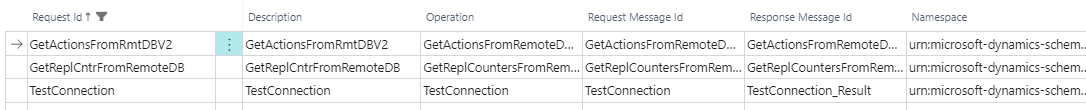 Request Id ↑ Description Operation Request Message Id Response Message Id Namespace
→ GetActionsFromRmtDBV2 GetActionsFromRmtDBV2 GetActionsFromRemoteD... GetActionsFromRemoteD... GetActionsFromRemoteD... urn:microsoft-dynamics-schem...
GetReplCntrFromRemoteDB GetReplCntFromRemoteDB GetReplCountersFromRem... GetReplCountersFromRem... GetReplCountersFromRem... urn:microsoft-dynamics-schem...
TestConnection TestConnection TestConnection TestConnection TestConnection_Result urn:microsoft-dynamics-schem...